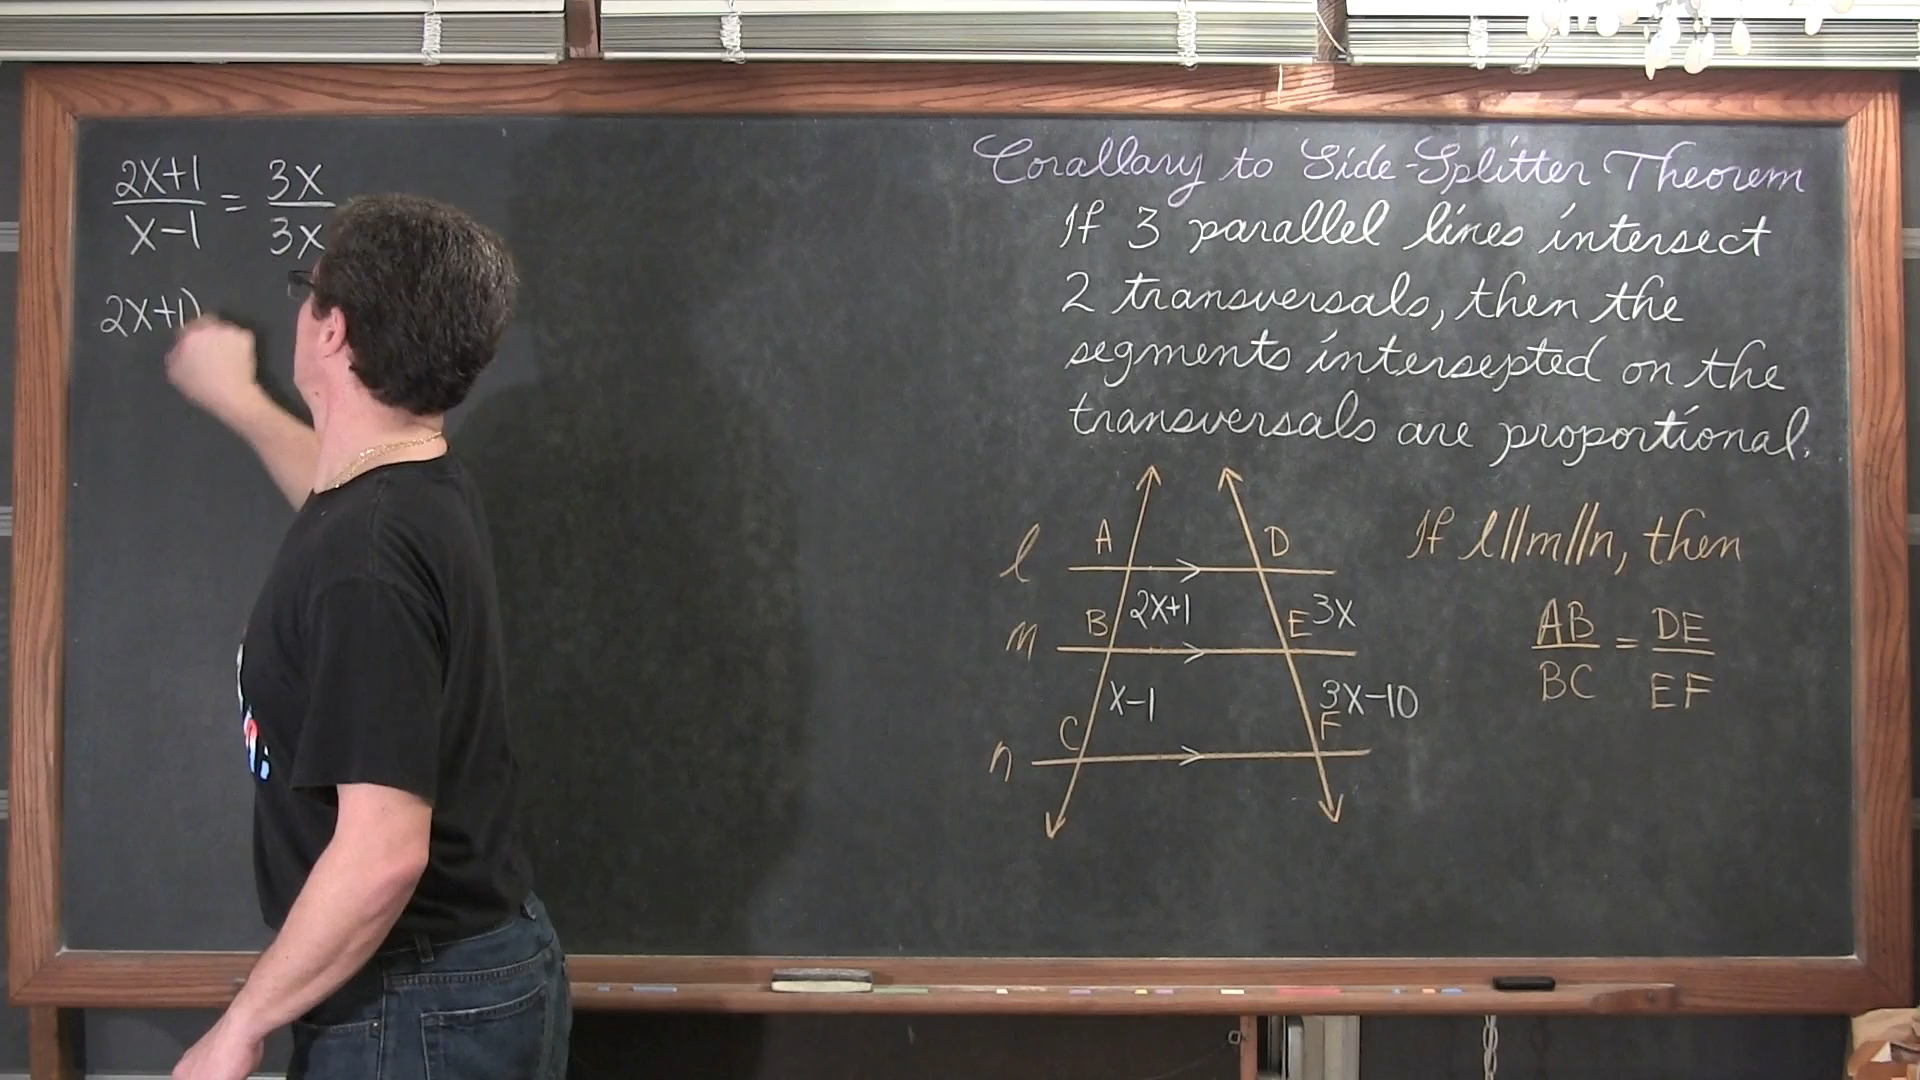 2x+1 / x-1 = 3x / 3x
2x+1)
Corallary to Side-Splitter Theorem
If 3 parallel lines intersect
2 transversals, then the
segments intersepted on the
transversals are proportional.
If l//m//n, then
AB / BC = DE / EF
A D
l
2x+1 3x
B E
m
x-1 3x-10
C F
n